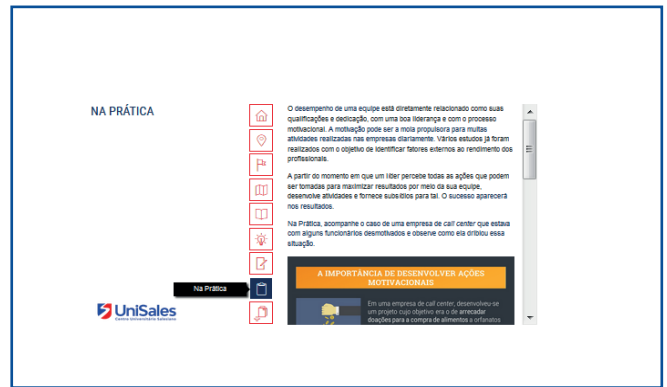 NA PRÁTICA
O desempenho de uma equipe está diretamente relacionado como suas
qualificações e dedicação, com uma boa liderança e com o processo
motivacional. A motivação pode ser a mola propulsora para muitas
atividades realizadas nas empresas diariamente. Vários estudos já foram
realizados com o objetivo de identificar fatores externos ao rendimento dos
profissionais.
A partir do momento em que um líder percebe todas as ações que podem
ser tomadas para maximizar resultados por meio da sua equipe,
desenvolve atividades e fornece subsídios para tal. O sucesso aparecerá
nos resultados.
Na Prática, acompanhe o caso de uma empresa de call center que estava
com alguns funcionários desmotivados e observe como ela driblou essa
situação.
A IMPORTÂNCIA DE DESENVOLVER AÇÕES
MOTIVACIONAIS
Em uma empresa de call center, desenvolveu-se
um projeto cujo objetivo era o de arrecadar
doações para a compra de alimentos a orfanatos
Na Prática
UniSales
Centro Universitário Salesiano